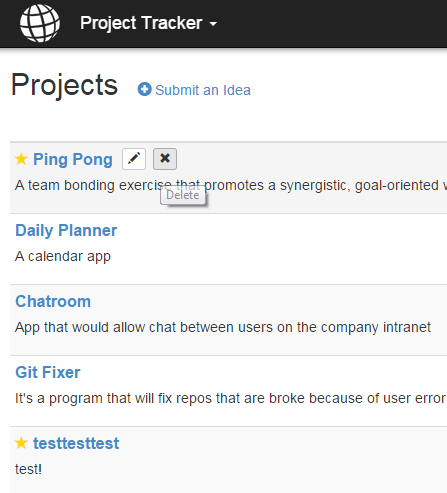 Project Tracker
Projects
Submit an Idea
Ping Pong
A team bonding exercise that promotes a synergistic, goal-oriented w
Delete
Daily Planner
A calendar app
Chatroom
App that would allow chat between users on the company intranet
Git Fixer
It's a program that will fix repos that are broke because of user error
testtesttest
test!